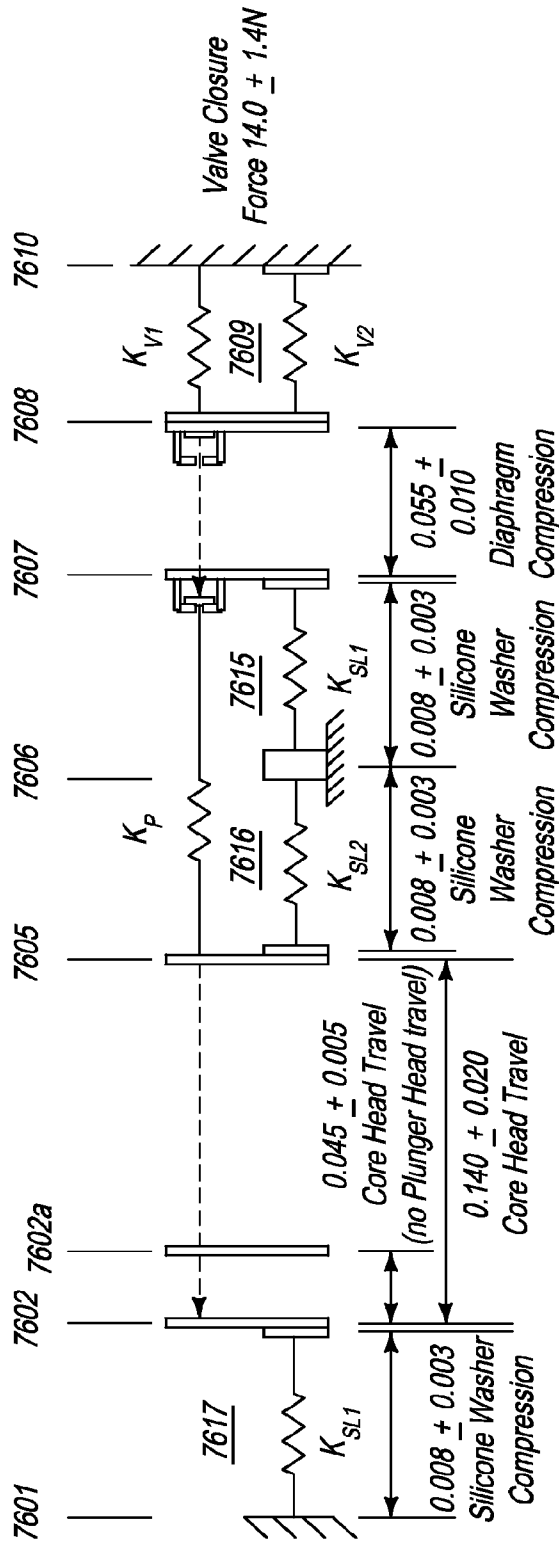 7601
7602
7602a
7605
7606
7607
7608
7610
7617
K_SL1
K_P
7616
K_SL2
7615
K_SL1
K_V1
7609
K_V2
Valve Closure
Force 14.0 ± 1.4N
0.008 ± 0.003
Silicone Washer
Compression
0.045 ± 0.005
Core Head Travel
(no Plunger Head travel)
0.140 ± 0.020
Core Head Travel
0.008 ± 0.003
Silicone
Washer
Compression
0.008 ± 0.003
Silicone
Washer
Compression
0.055 ±
0.010
Diaphragm
Compression